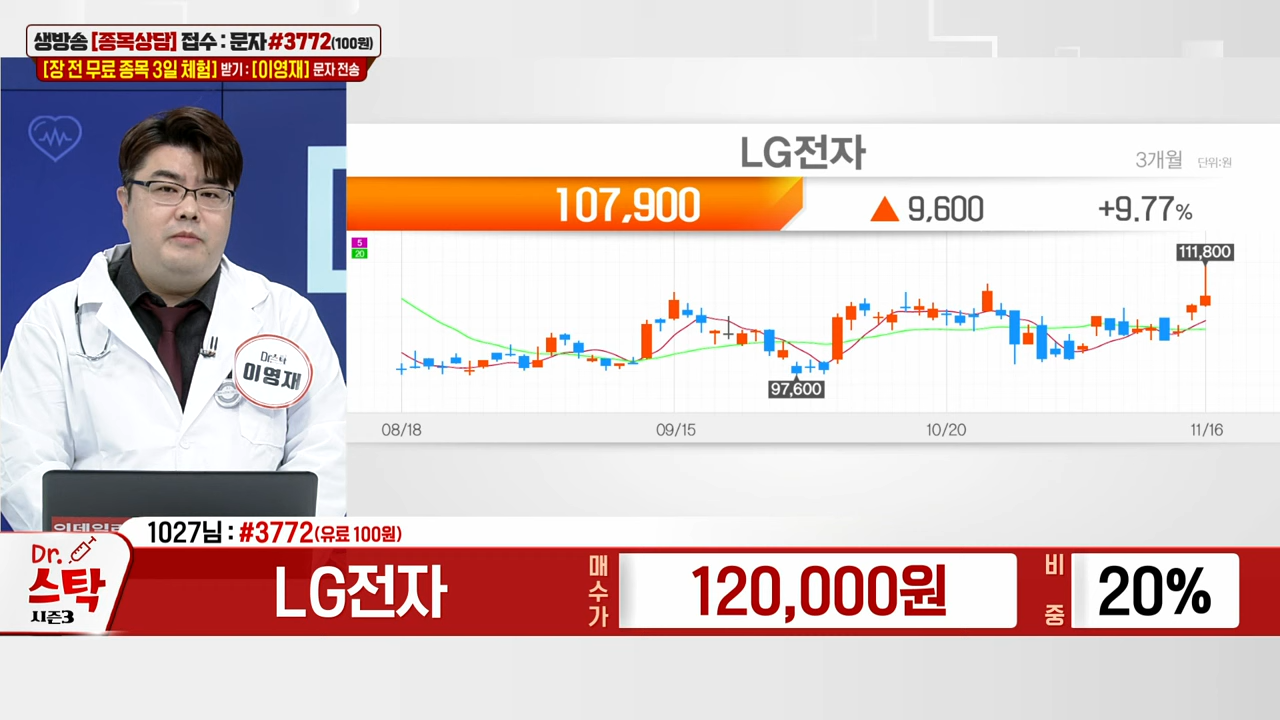 생방송 [종목상담] 접수 : 문자#3772(100원)
[장 전 무료 종목 3일 체험] 받기 : [이영재] 문자 전송
LG전자
3개월 단위:원
107,900 ▲ 9,600 +9.77%
5
20
111,800
97,600
08/18 09/15 10/20 11/16
Dr.스탁
이영재
1027님 : #3772(유료 100원)
Dr.
스탁
시즌3
LG전자 매수가 120,000원 비중 20%